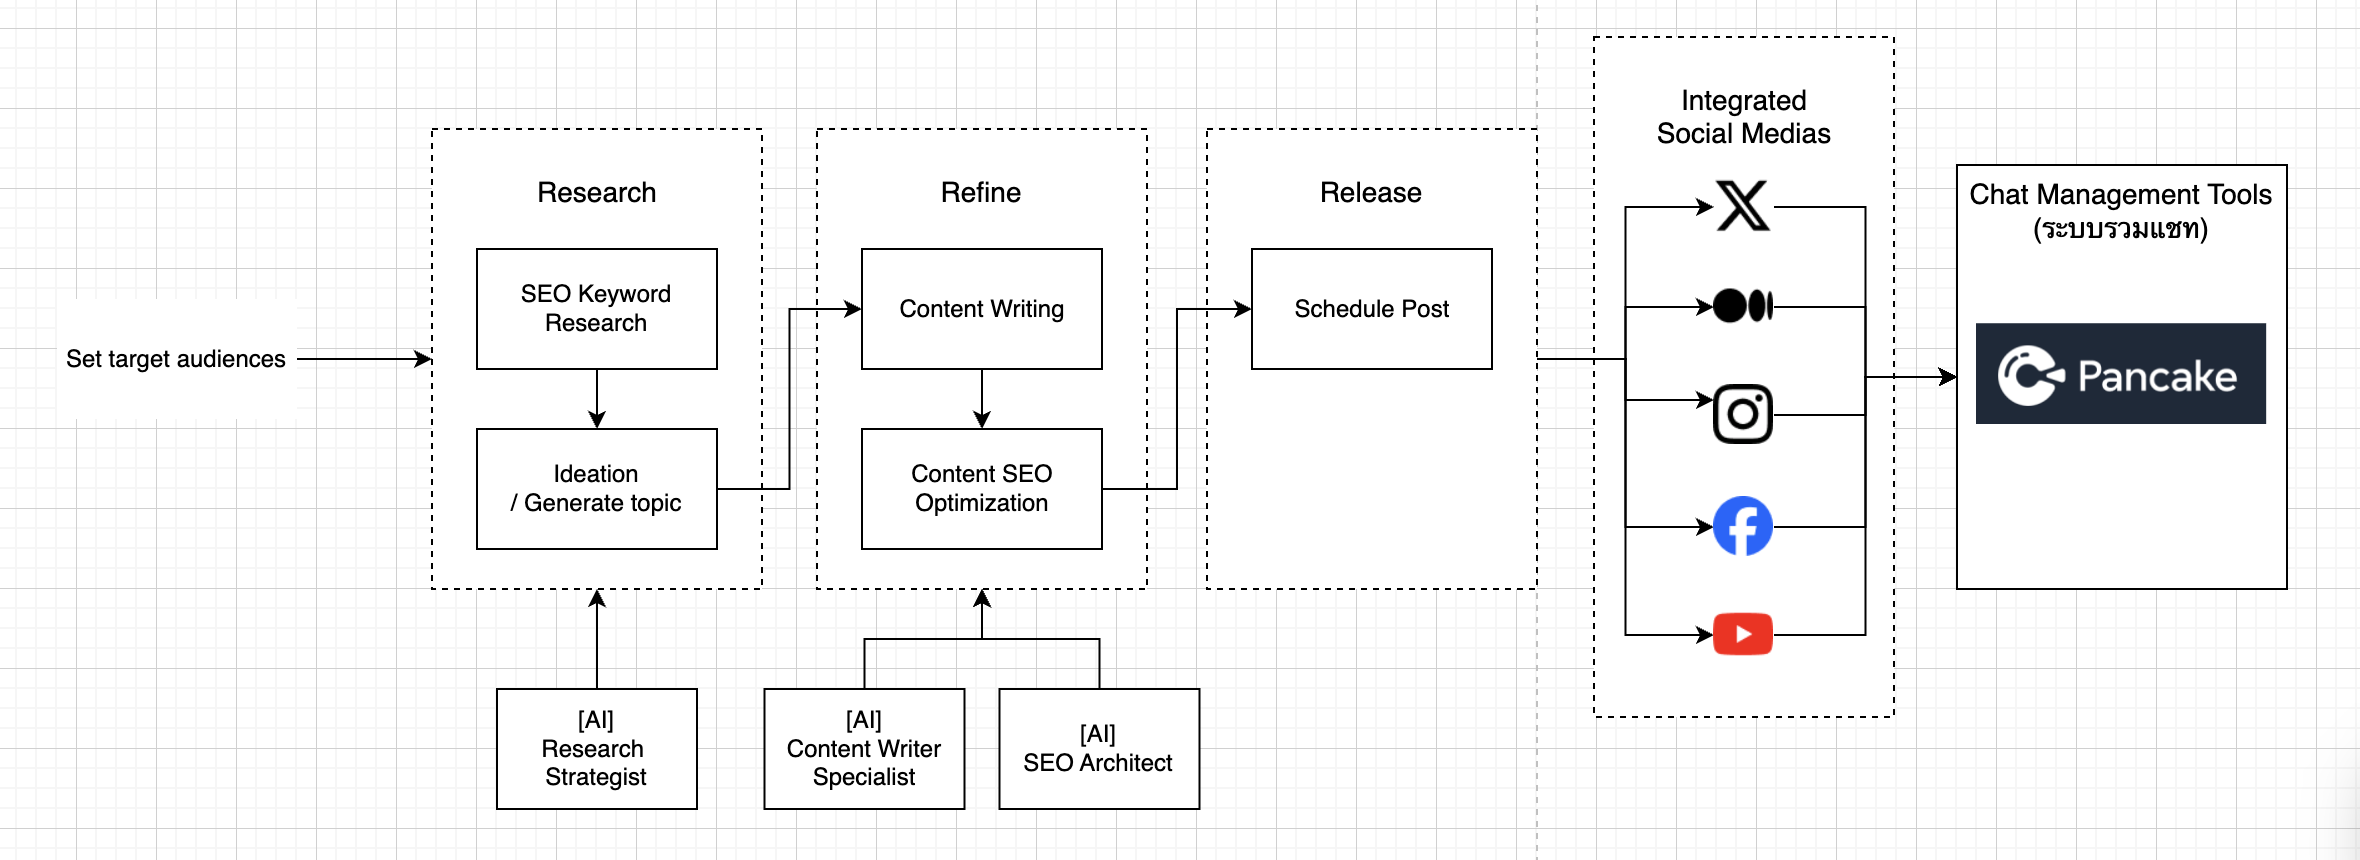 Set target audiences
Research
SEO Keyword
Research
Ideation
/ Generate topic
[AI]
Research
Strategist
Refine
Content Writing
Content SEO
Optimization
[AI]
Content Writer
Specialist
[AI]
SEO Architect
Release
Schedule Post
Integrated
Social Medias
Chat Management Tools
(ระบบรวมแชท)
Pancake